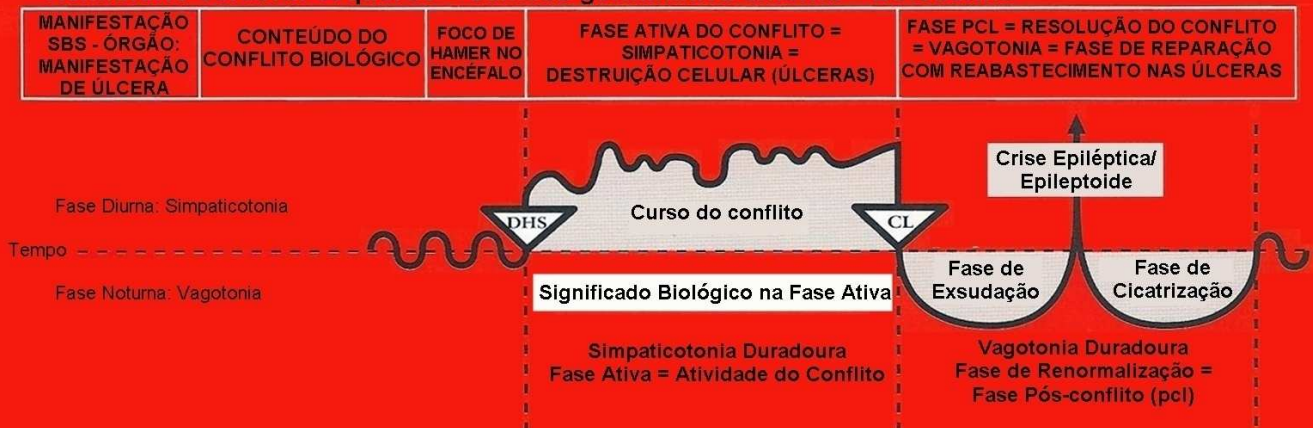 MANIFESTAÇÃO
SBS - ÓRGÃO:
MANIFESTAÇÃO
DE ÚLCERA
CONTEÚDO DO
CONFLITO BIOLÓGICO
FOCO DE
HAMER NO
ENCÉFALO
FASE ATIVA DO CONFLITO =
SIMPATICOTONIA =
DESTRUIÇÃO CELULAR (ÚLCERAS)
FASE PCL = RESOLUÇÃO DO CONFLITO
= VAGOTONIA = FASE DE REPARAÇÃO
COM REABASTECIMENTO NAS ÚLCERAS
Crise Epiléptica/
Epileptoide
Fase Diurna: Simpaticotonia
DHS
Curso do conflito
CL
Tempo
Fase Noturna: Vagotonia
Significado Biológico na Fase Ativa
Fase de
Exsudação
Fase de
Cicatrização
Simpaticotonia Duradoura
Fase Ativa = Atividade do Conflito
Vagotonia Duradoura
Fase de Renormalização =
Fase Pós-conflito (pcl)